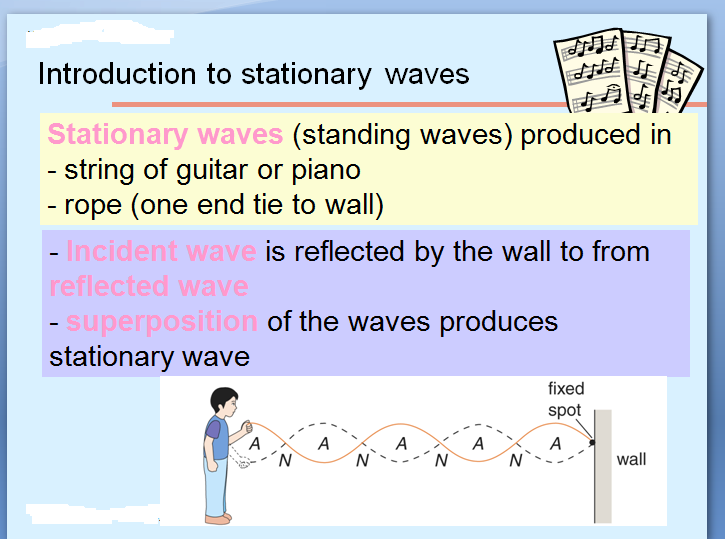 Introduction to stationary waves
Stationary waves (standing waves) produced in
- string of guitar or piano
- rope (one end tie to wall)
- Incident wave is reflected by the wall to from
reflected wave
- superposition of the waves produces
stationary wave
fixed
spot
A A A A A
N N N N
wall